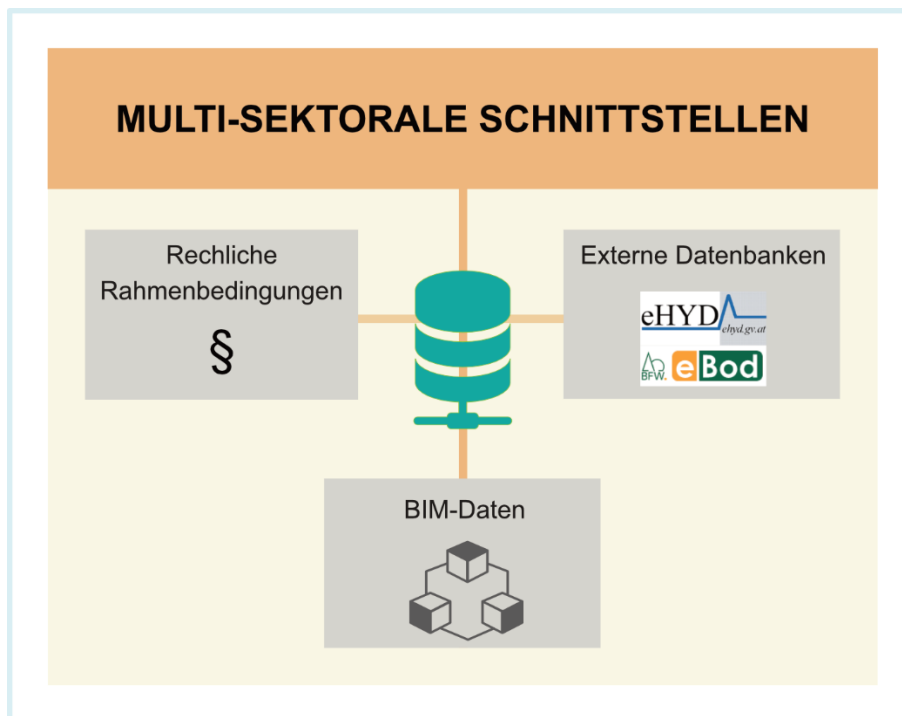 MULTI-SEKTORALE SCHNITTSTELLEN
Rechliche
Rahmenbedingungen
§
Externe Datenbanken
eHYD
ehyd.gv.at
BFW. eBod
BIM-Daten